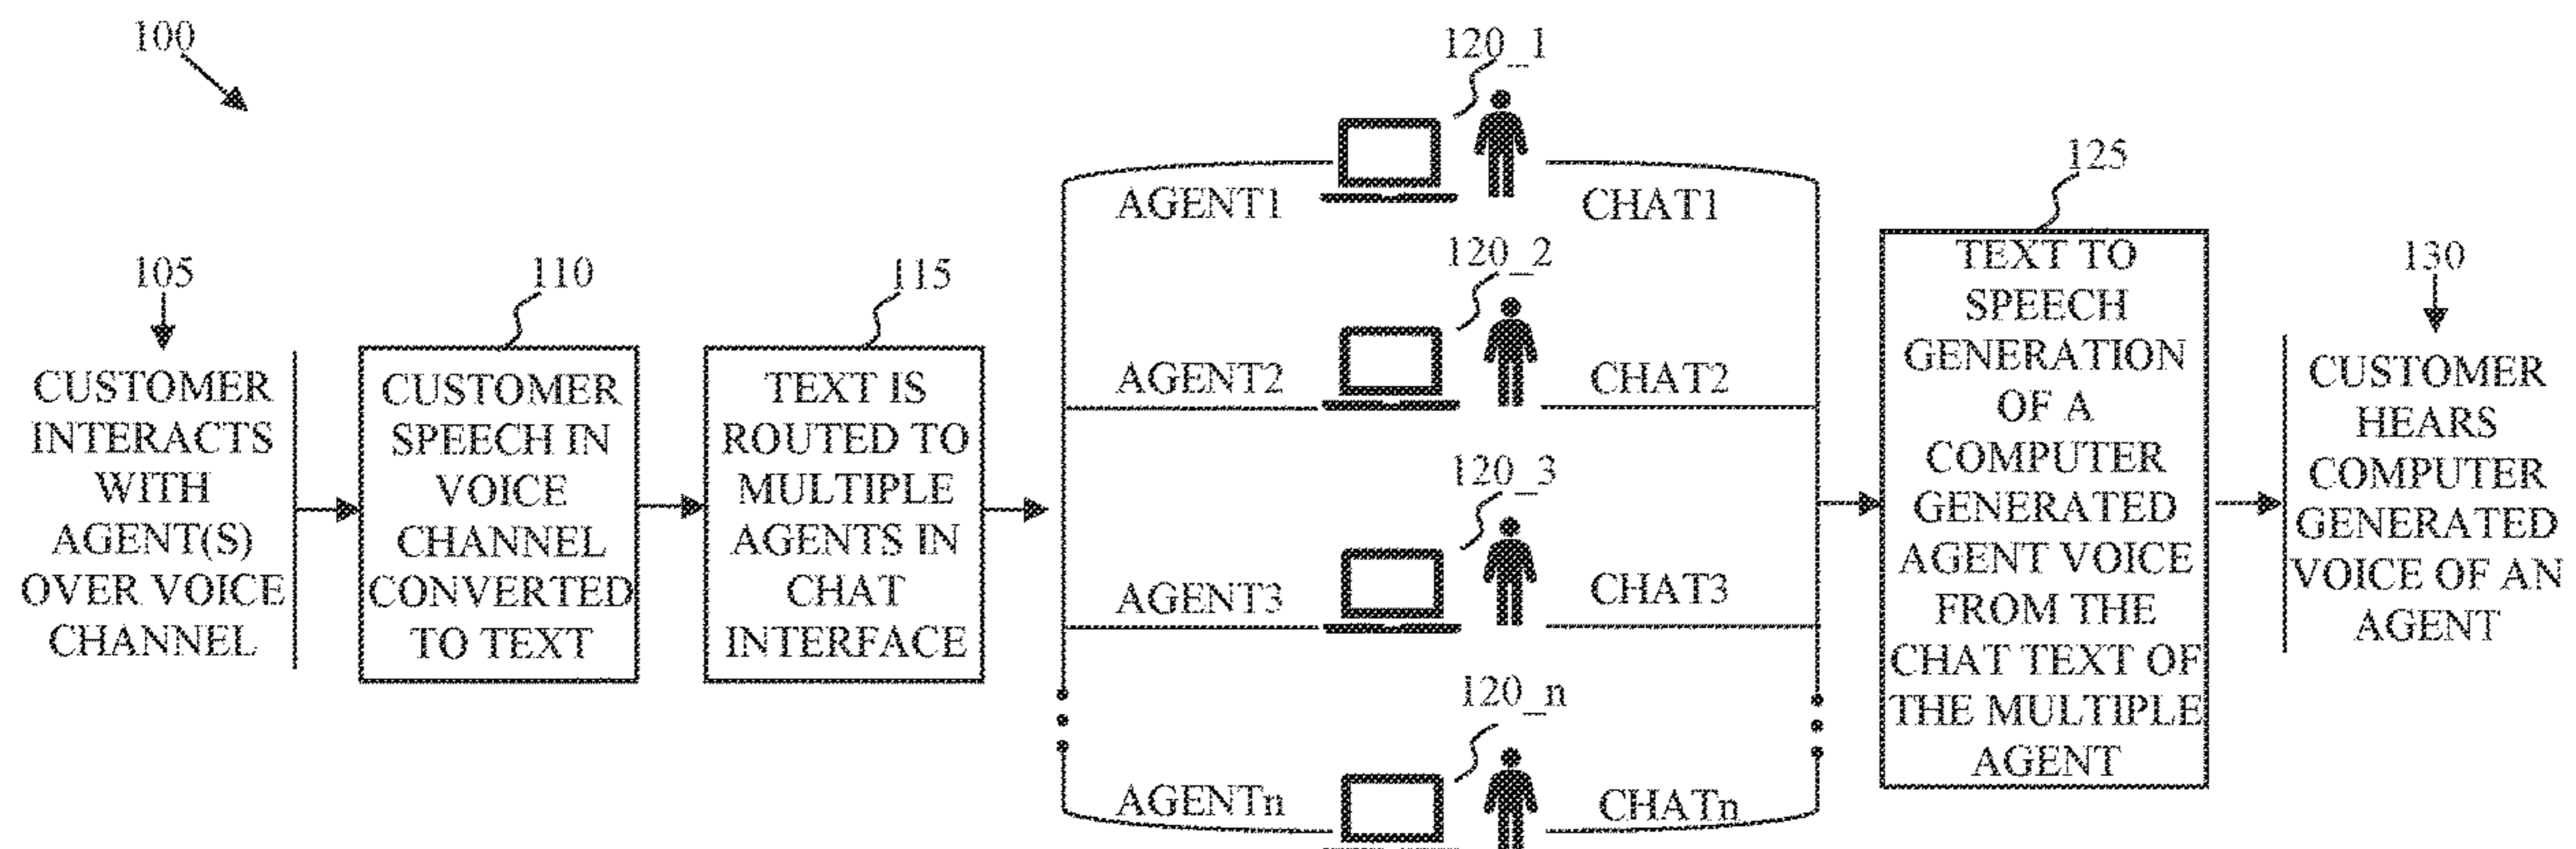 100
105
CUSTOMER
INTERACTS
WITH
AGENT(S)
OVER VOICE
CHANNEL
110
CUSTOMER
SPEECH IN
VOICE
CHANNEL
CONVERTED
TO TEXT
115
TEXT IS
ROUTED TO
MULTIPLE
AGENTS IN
CHAT
INTERFACE
120_1
AGENT1
CHAT1
120_2
AGENT2
CHAT2
120_3
AGENT3
CHAT3
120_n
AGENTn
CHATn
125
TEXT TO
SPEECH
GENERATION
OF A
COMPUTER
GENERATED
AGENT VOICE
FROM THE
CHAT TEXT OF
THE MULTIPLE
AGENT
130
CUSTOMER
HEARS
COMPUTER
GENERATED
VOICE OF AN
AGENT